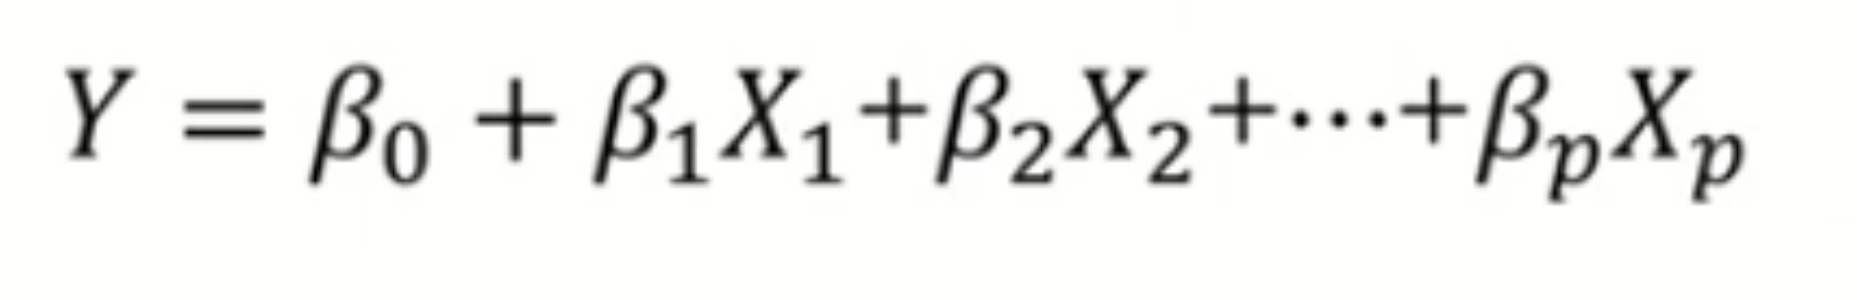 Y = β₀ + β₁X₁+β₂X₂+⋯+βₚXₚ